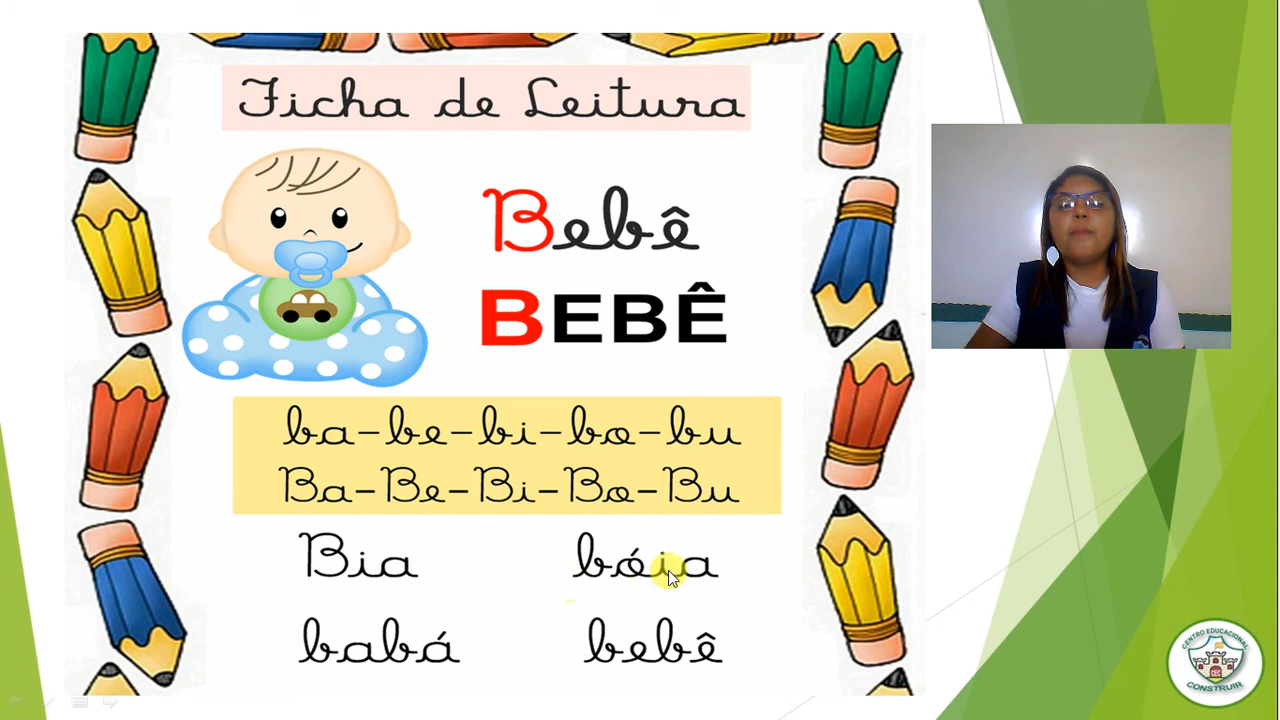 Ficha de Leitura
Bebê
BEBÊ
ba-be-bi-bo-bu
Ba-Be-Bi-Bo-Bu
Bia bóia
babá bebê
CENTRO EDUCACIONAL
CONSTRUIR